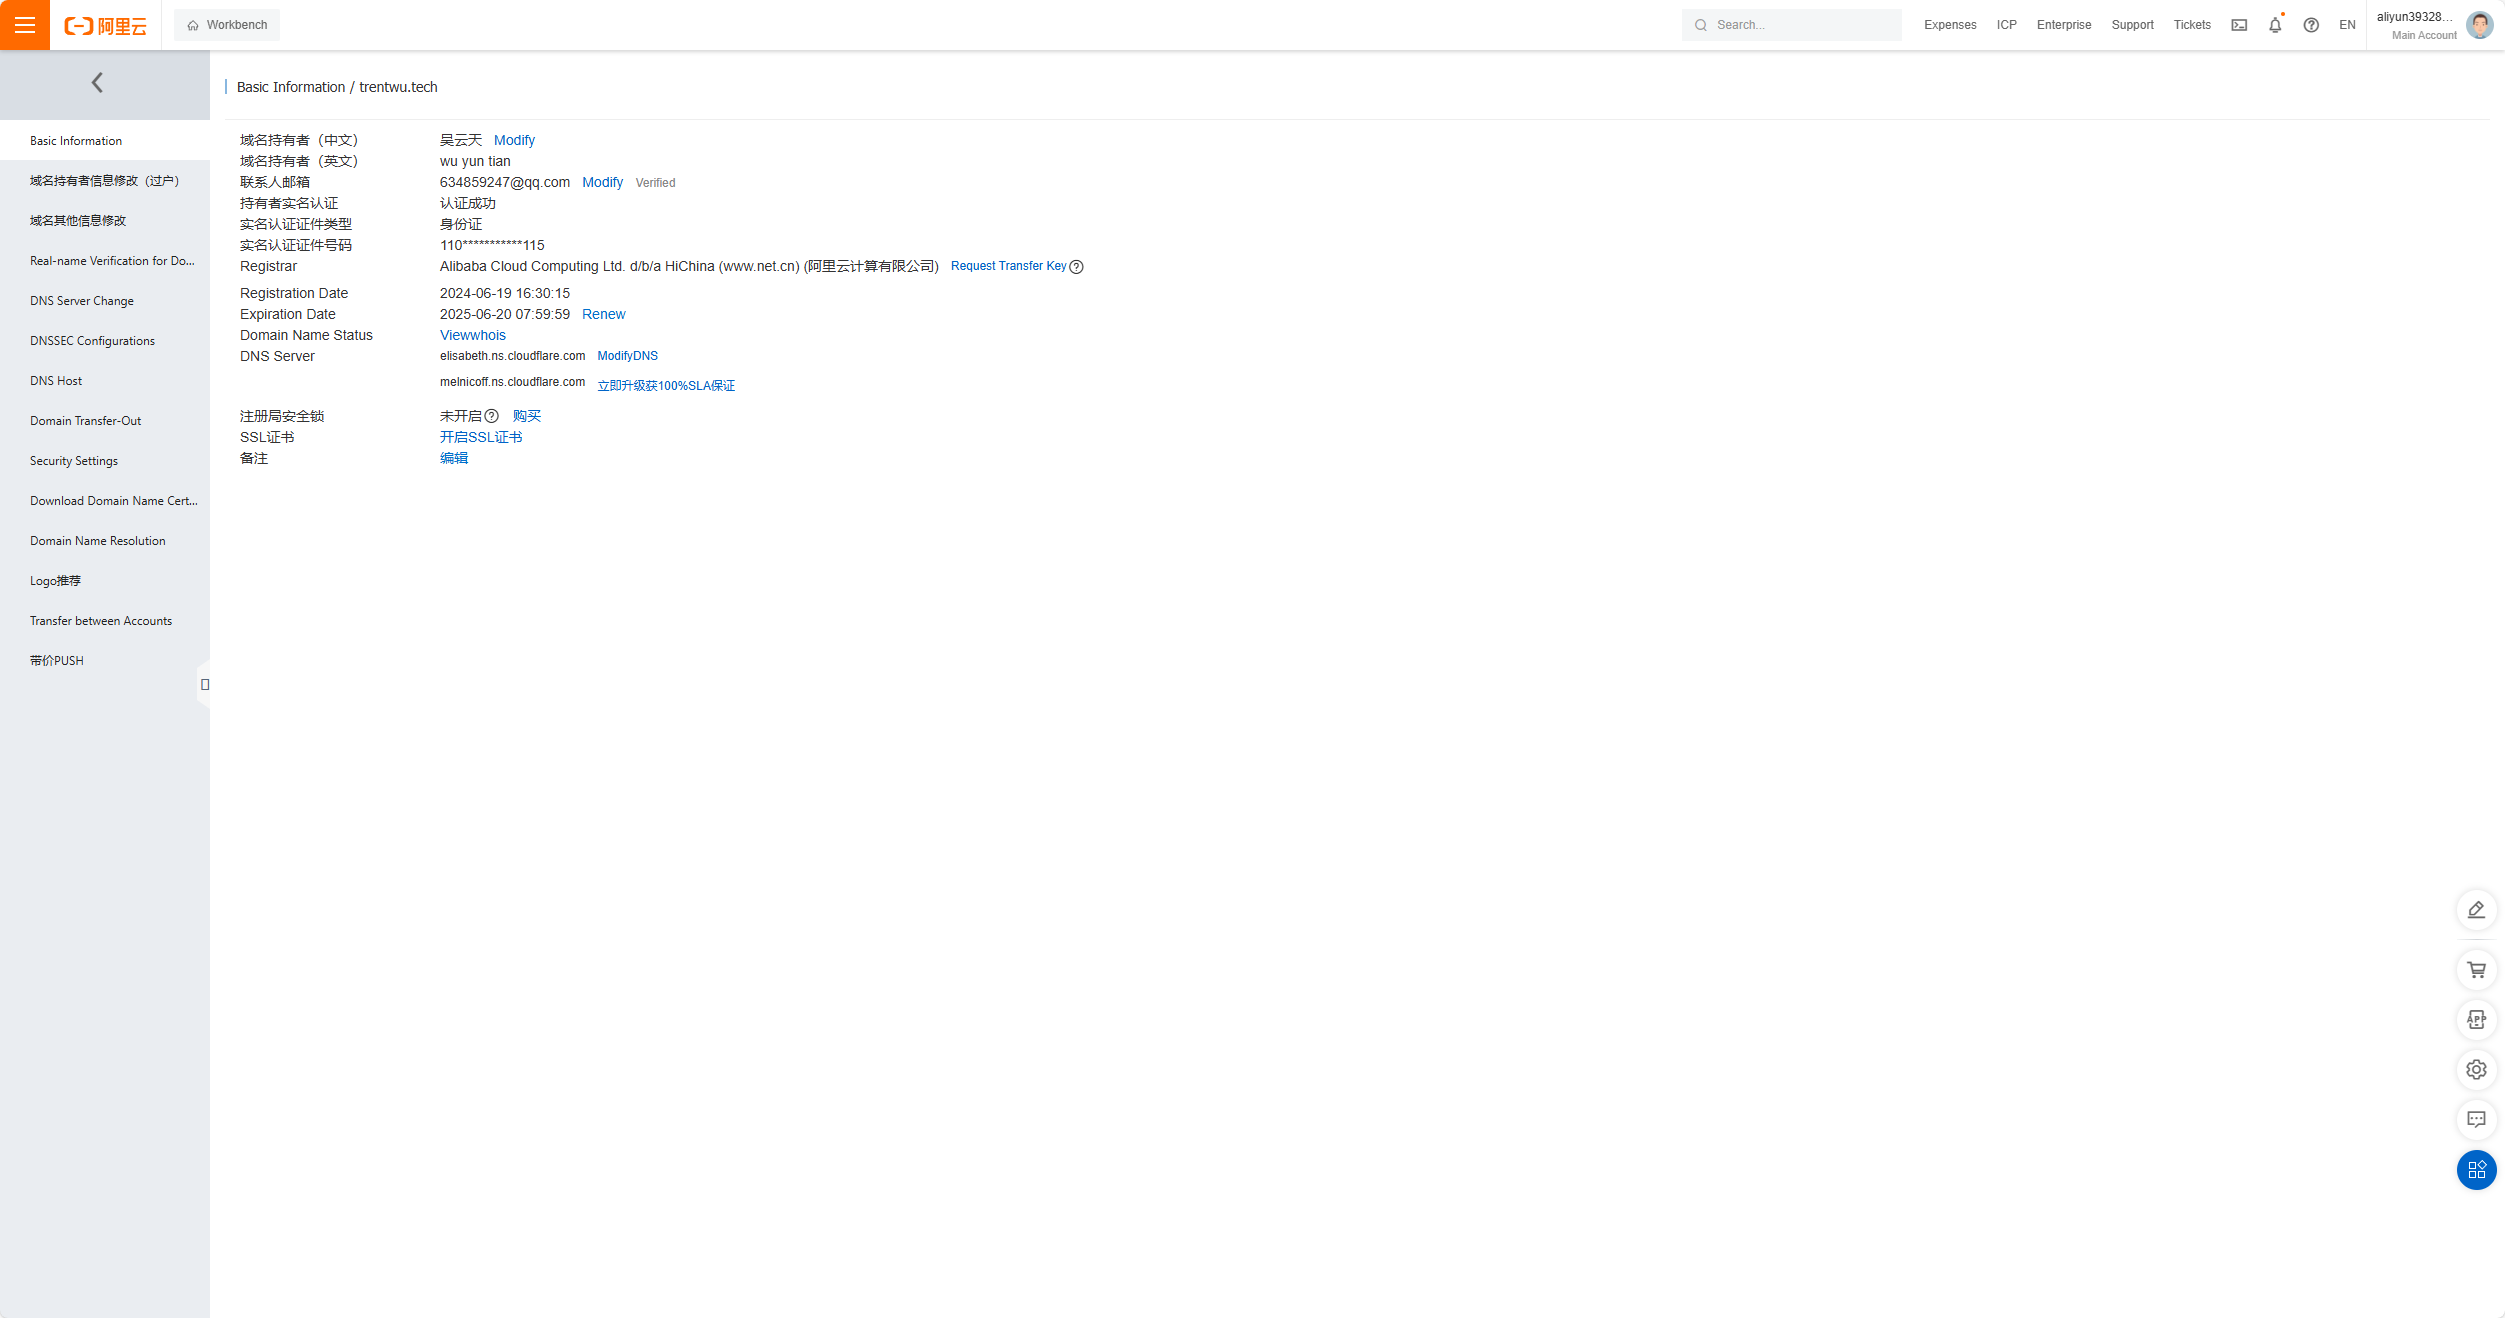 阿里云
Workbench
Search...
Expenses
ICP
Enterprise
Support
Tickets
EN
aliyun39328...
Main Account
Basic Information
域名持有者信息修改（过户）
域名其他信息修改
Real-name Verification for Do...
DNS Server Change
DNSSEC Configurations
DNS Host
Domain Transfer-Out
Security Settings
Download Domain Name Cert...
Domain Name Resolution
Logo推荐
Transfer between Accounts
带价PUSH
Basic Information / trentwu.tech
域名持有者（中文） 吴云天 Modify
域名持有者（英文） wu yun tian
联系人邮箱 634859247@qq.com Modify Verified
持有者实名认证 认证成功
实名认证证件类型 身份证
实名认证证件号码 110***********115
Registrar Alibaba Cloud Computing Ltd. d/b/a HiChina (www.net.cn) (阿里云计算有限公司) Request Transfer Key
Registration Date 2024-06-19 16:30:15
Expiration Date 2025-06-20 07:59:59 Renew
Domain Name Status Viewwhois
DNS Server elisabeth.ns.cloudflare.com ModifyDNS
melnicoff.ns.cloudflare.com 立即升级获100%SLA保证
注册局安全锁 未开启 购买
SSL证书 开启SSL证书
备注 编辑
APP